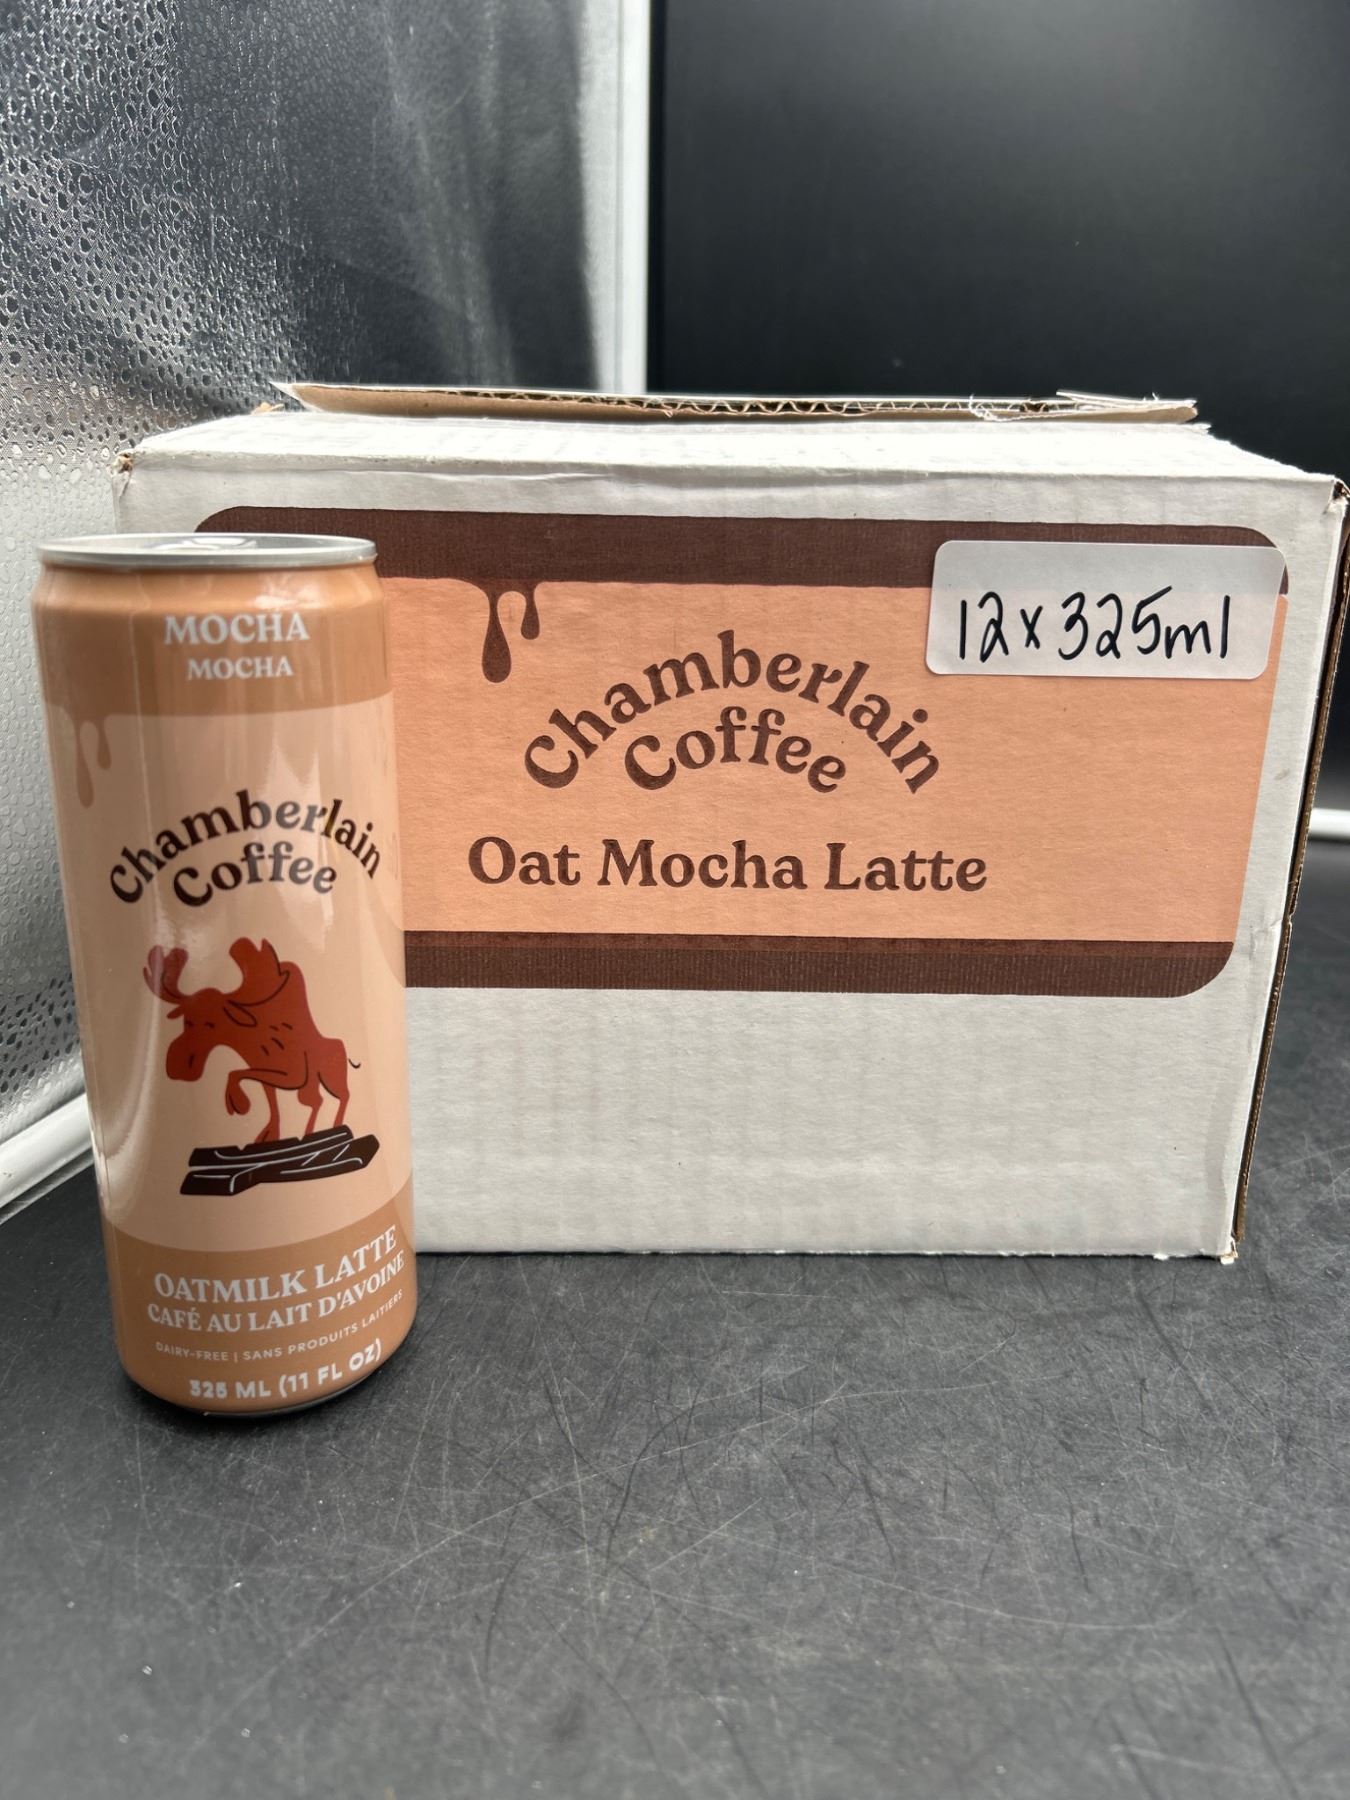 MOCHA
MOCHA
Chamberlain
Coffee
OATMILK LATTE
CAFÉ AU LAIT D'AVOINE
DAIRY-FREE | SANS PRODUITS LAITIERS
325 ML (11 FL OZ)
Chamberlain
Coffee
Oat Mocha Latte
12x325ml